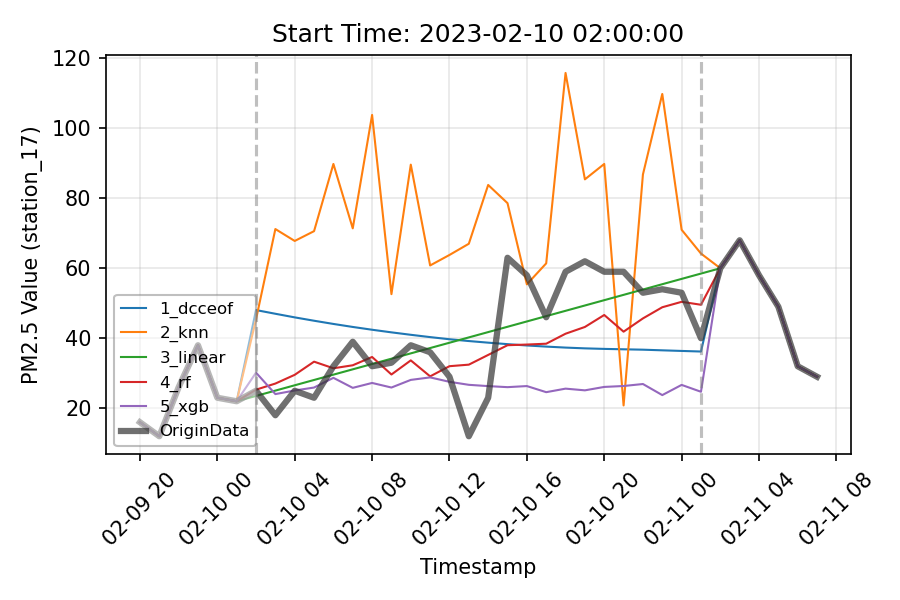 Start Time: 2023-02-10 02:00:00
120
100
80
60
40
20
PM2.5 Value (station_17)
1_dcceof
2_knn
3_linear
4_rf
5_xgb
OriginData
02-09 20
02-10 00
02-10 04
02-10 08
02-10 12
02-10 16
02-10 20
02-11 00
02-11 04
02-11 08
Timestamp